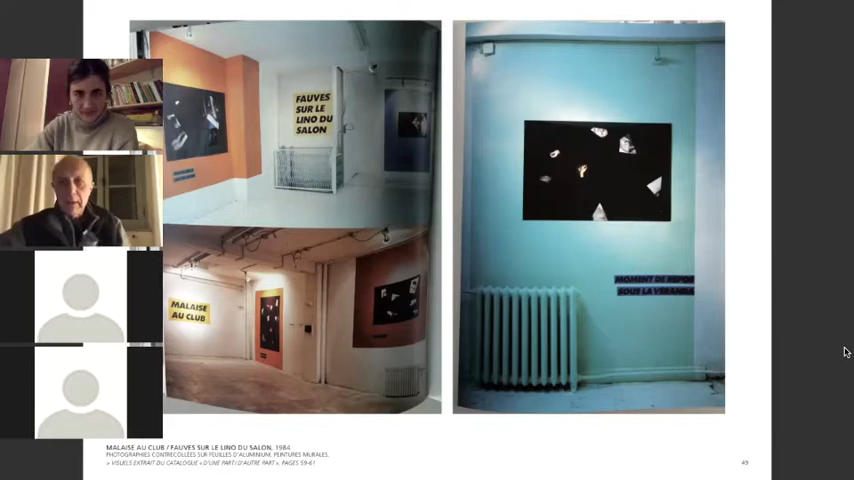 FAUVES
SUR LE
LINO DU
SALON
MALAISE
AU CLUB
MOMENT DE REPOS
SOUS LA VÉRANDA
MALAISE AU CLUB / FAUVES SUR LE LINO DU SALON, 1984
PHOTOGRAPHIES CONTRECOLLÉES SUR FEUILLES D'ALUMINIUM, PEINTURES MURALES.
> VISUELS EXTRAIT DU CATALOGUE « D'UNE PART / D'AUTRE PART ». PAGES 59-61
49